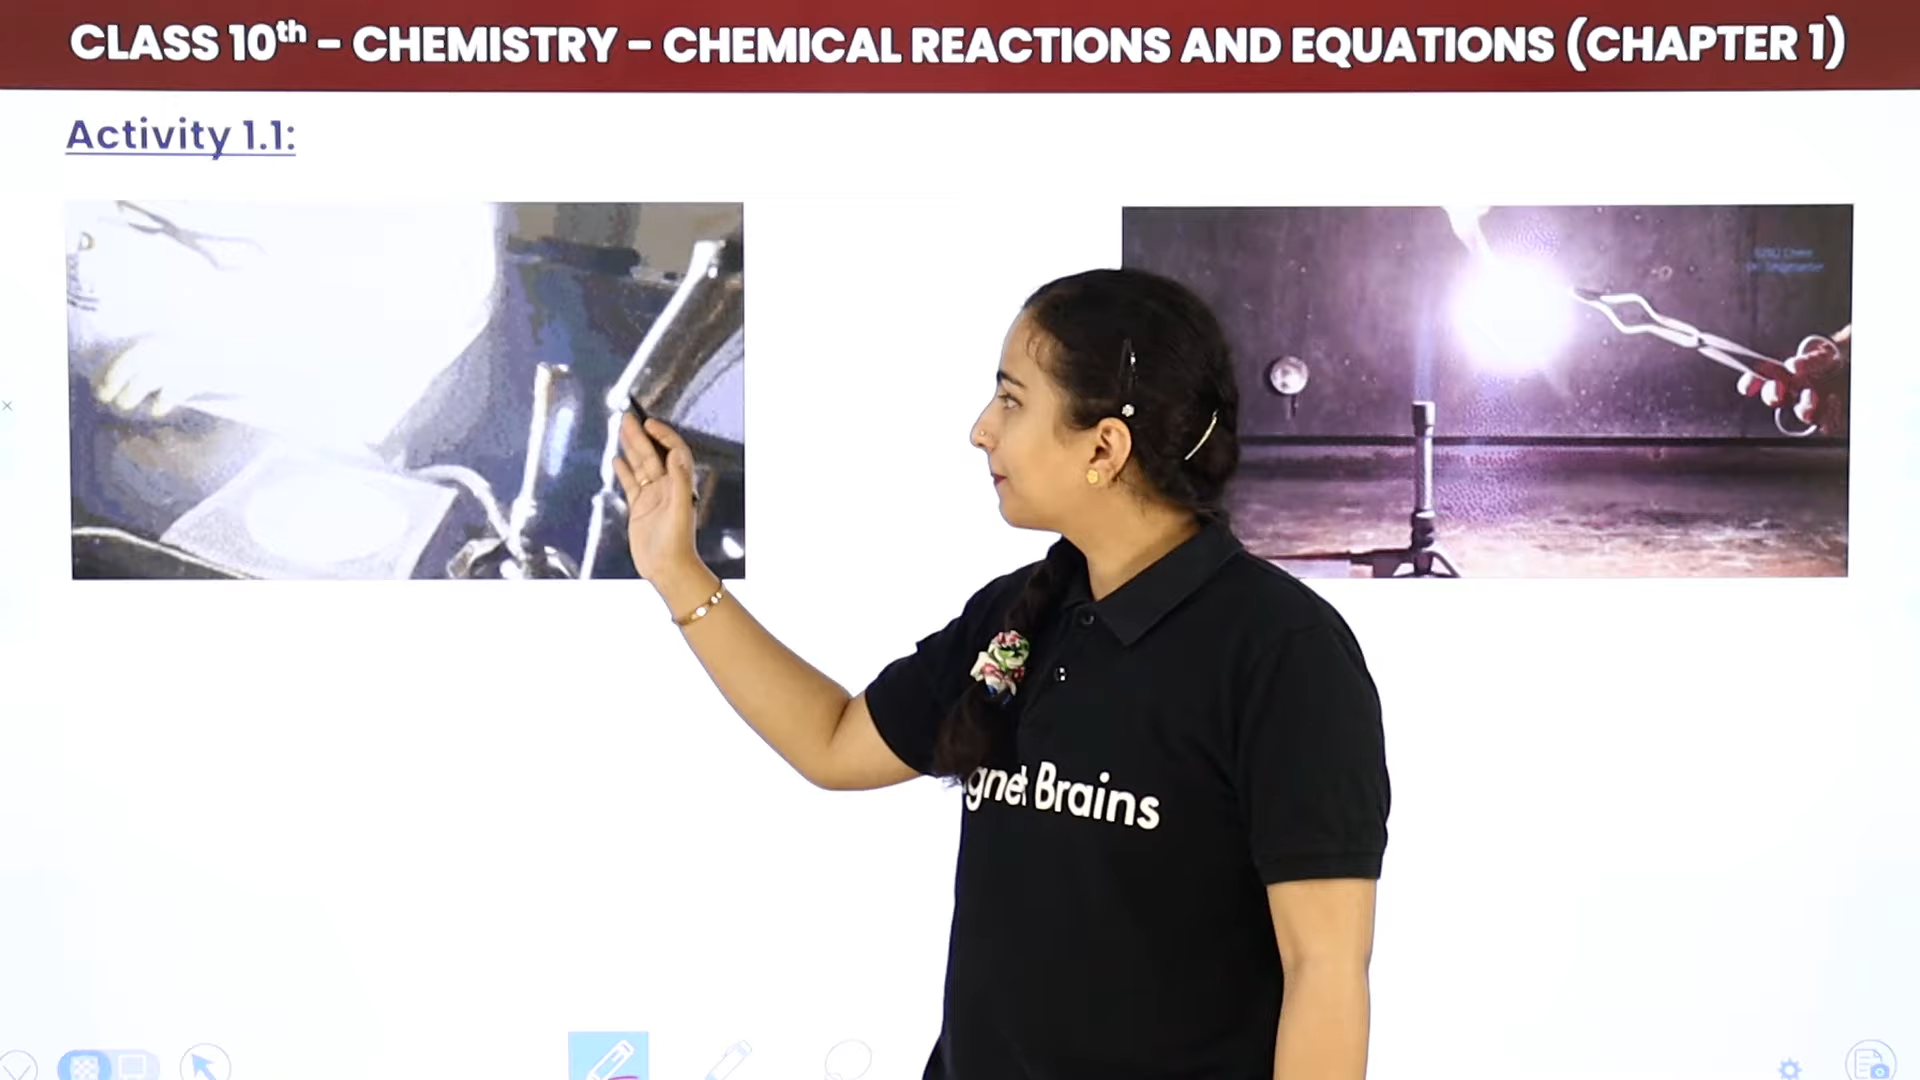 CLASS 10th - CHEMISTRY - CHEMICAL REACTIONS AND EQUATIONS (CHAPTER 1)
Activity 1.1:
gnet Brains